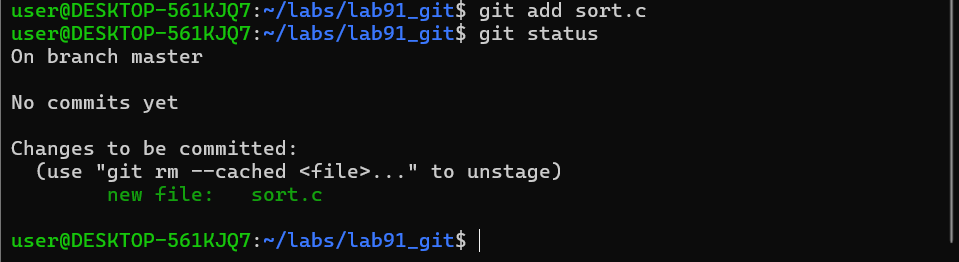 user@DESKTOP-561KJQ7:~/labs/lab91_git$ git add sort.c
user@DESKTOP-561KJQ7:~/labs/lab91_git$ git status
On branch master

No commits yet

Changes to be committed:
  (use "git rm --cached <file>..." to unstage)
        new file:   sort.c

user@DESKTOP-561KJQ7:~/labs/lab91_git$